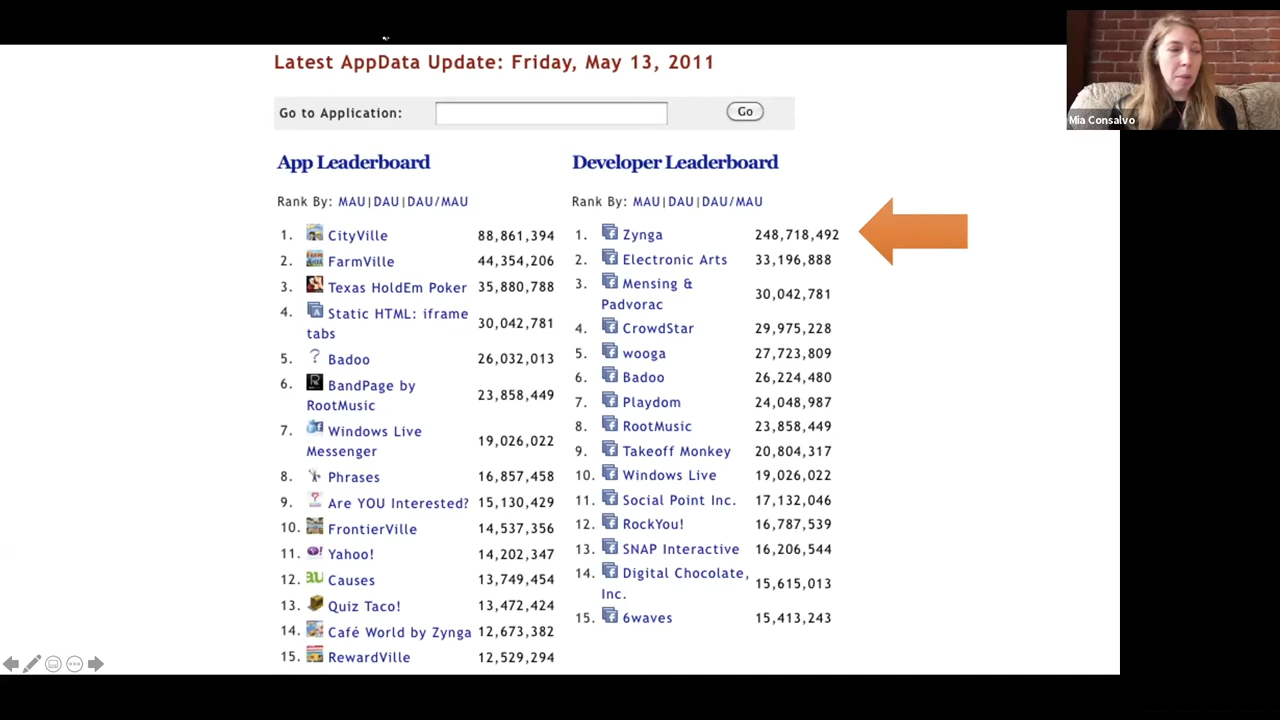 Latest AppData Update: Friday, May 13, 2011
Mia Consalvo
Go to Application:
Go
App Leaderboard
Rank By: MAU|DAU|DAU/MAU
1. CityVille 88,861,394
2. FarmVille 44,354,206
3. Texas HoldEm Poker 35,880,788
4. Static HTML: iframe
tabs 30,042,781
5. Badoo 26,032,013
6. BandPage by
RootMusic 23,858,449
7. Windows Live
Messenger 19,026,022
8. Phrases 16,857,458
9. Are YOU Interested? 15,130,429
10. FrontierVille 14,537,356
11. Yahoo! 14,202,347
12. Causes 13,749,454
13. Quiz Taco! 13,472,424
14. Café World by Zynga 12,673,382
15. RewardVille 12,529,294
Developer Leaderboard
Rank By: MAU|DAU|DAU/MAU
1. Zynga 248,718,492
2. Electronic Arts 33,196,888
3. Mensing &
Padvorac 30,042,781
4. CrowdStar 29,975,228
5. wooga 27,723,809
6. Badoo 26,224,480
7. Playdom 24,048,987
8. RootMusic 23,858,449
9. Takeoff Monkey 20,804,317
10. Windows Live 19,026,022
11. Social Point Inc. 17,132,046
12. RockYou! 16,787,539
13. SNAP Interactive 16,206,544
14. Digital Chocolate,
Inc. 15,615,013
15. 6waves 15,413,243